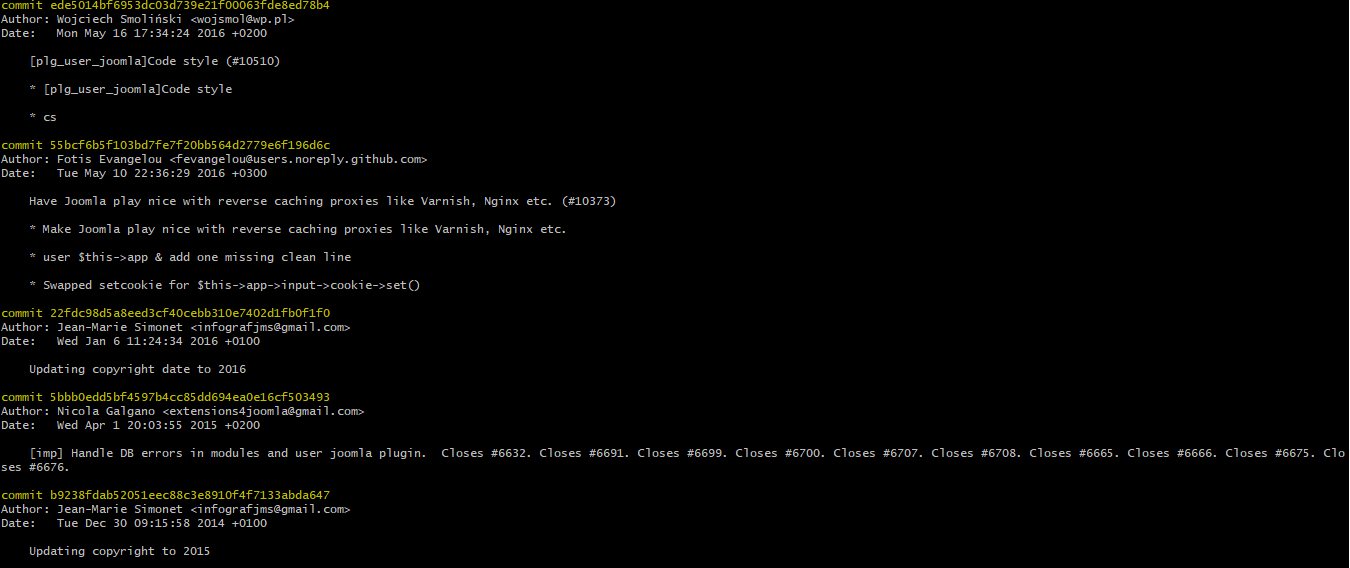 commit ede5014bf6953dc03d739e21f00063fde8ed78b4
Author: Wojciech Smoliński <wojsmol@wp.pl>
Date:   Mon May 16 17:34:24 2016 +0200
[plg_user_joomla]Code style (#10510)
* [plg_user_joomla]Code style
* cs
commit 55bcf6b5f103bd7fe7f20bb564d2779e6f196d6c
Author: Fotis Evangelou <fevangelou@users.noreply.github.com>
Date:   Tue May 10 22:36:29 2016 +0300
Have Joomla play nice with reverse caching proxies like Varnish, Nginx etc. (#10373)
* Make Joomla play nice with reverse caching proxies like Varnish, Nginx etc.
* user $this->app & add one missing clean line
* Swapped setcookie for $this->app->input->cookie->set()
commit 22fdc98d5a8eed3cf40cebb310e7402d1fb0f1f0
Author: Jean-Marie Simonet <infografjms@gmail.com>
Date:   Wed Jan 6 11:24:34 2016 +0100
Updating copyright date to 2016
commit 5bbb0edd5bf4597b4cc85dd694ea0e16cf503493
Author: Nicola Galgano <extensions4joomla@gmail.com>
Date:   Wed Apr 1 20:03:55 2015 +0200
[imp] Handle DB errors in modules and user joomla plugin.  Closes #6632. Closes #6691. Closes #6699. Closes #6700. Closes #6707. Closes #6708. Closes #6665. Closes #6666. Closes #6675. Clo
ses #6676.
commit b9238fdab52051eec88c3e8910f4f7133abda647
Author: Jean-Marie Simonet <infografjms@gmail.com>
Date:   Tue Dec 30 09:15:58 2014 +0100
Updating copyright to 2015